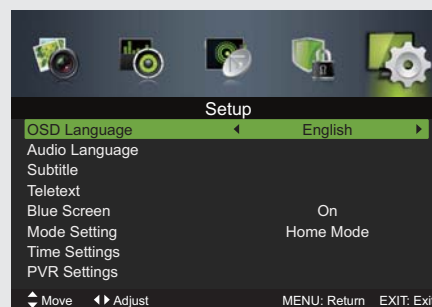 Setup
OSD Language English
Audio Language
Subtitle
Teletext
Blue Screen On
Mode Setting Home Mode
Time Settings
PVR Settings
Move Adjust MENU: Return EXIT: Exit